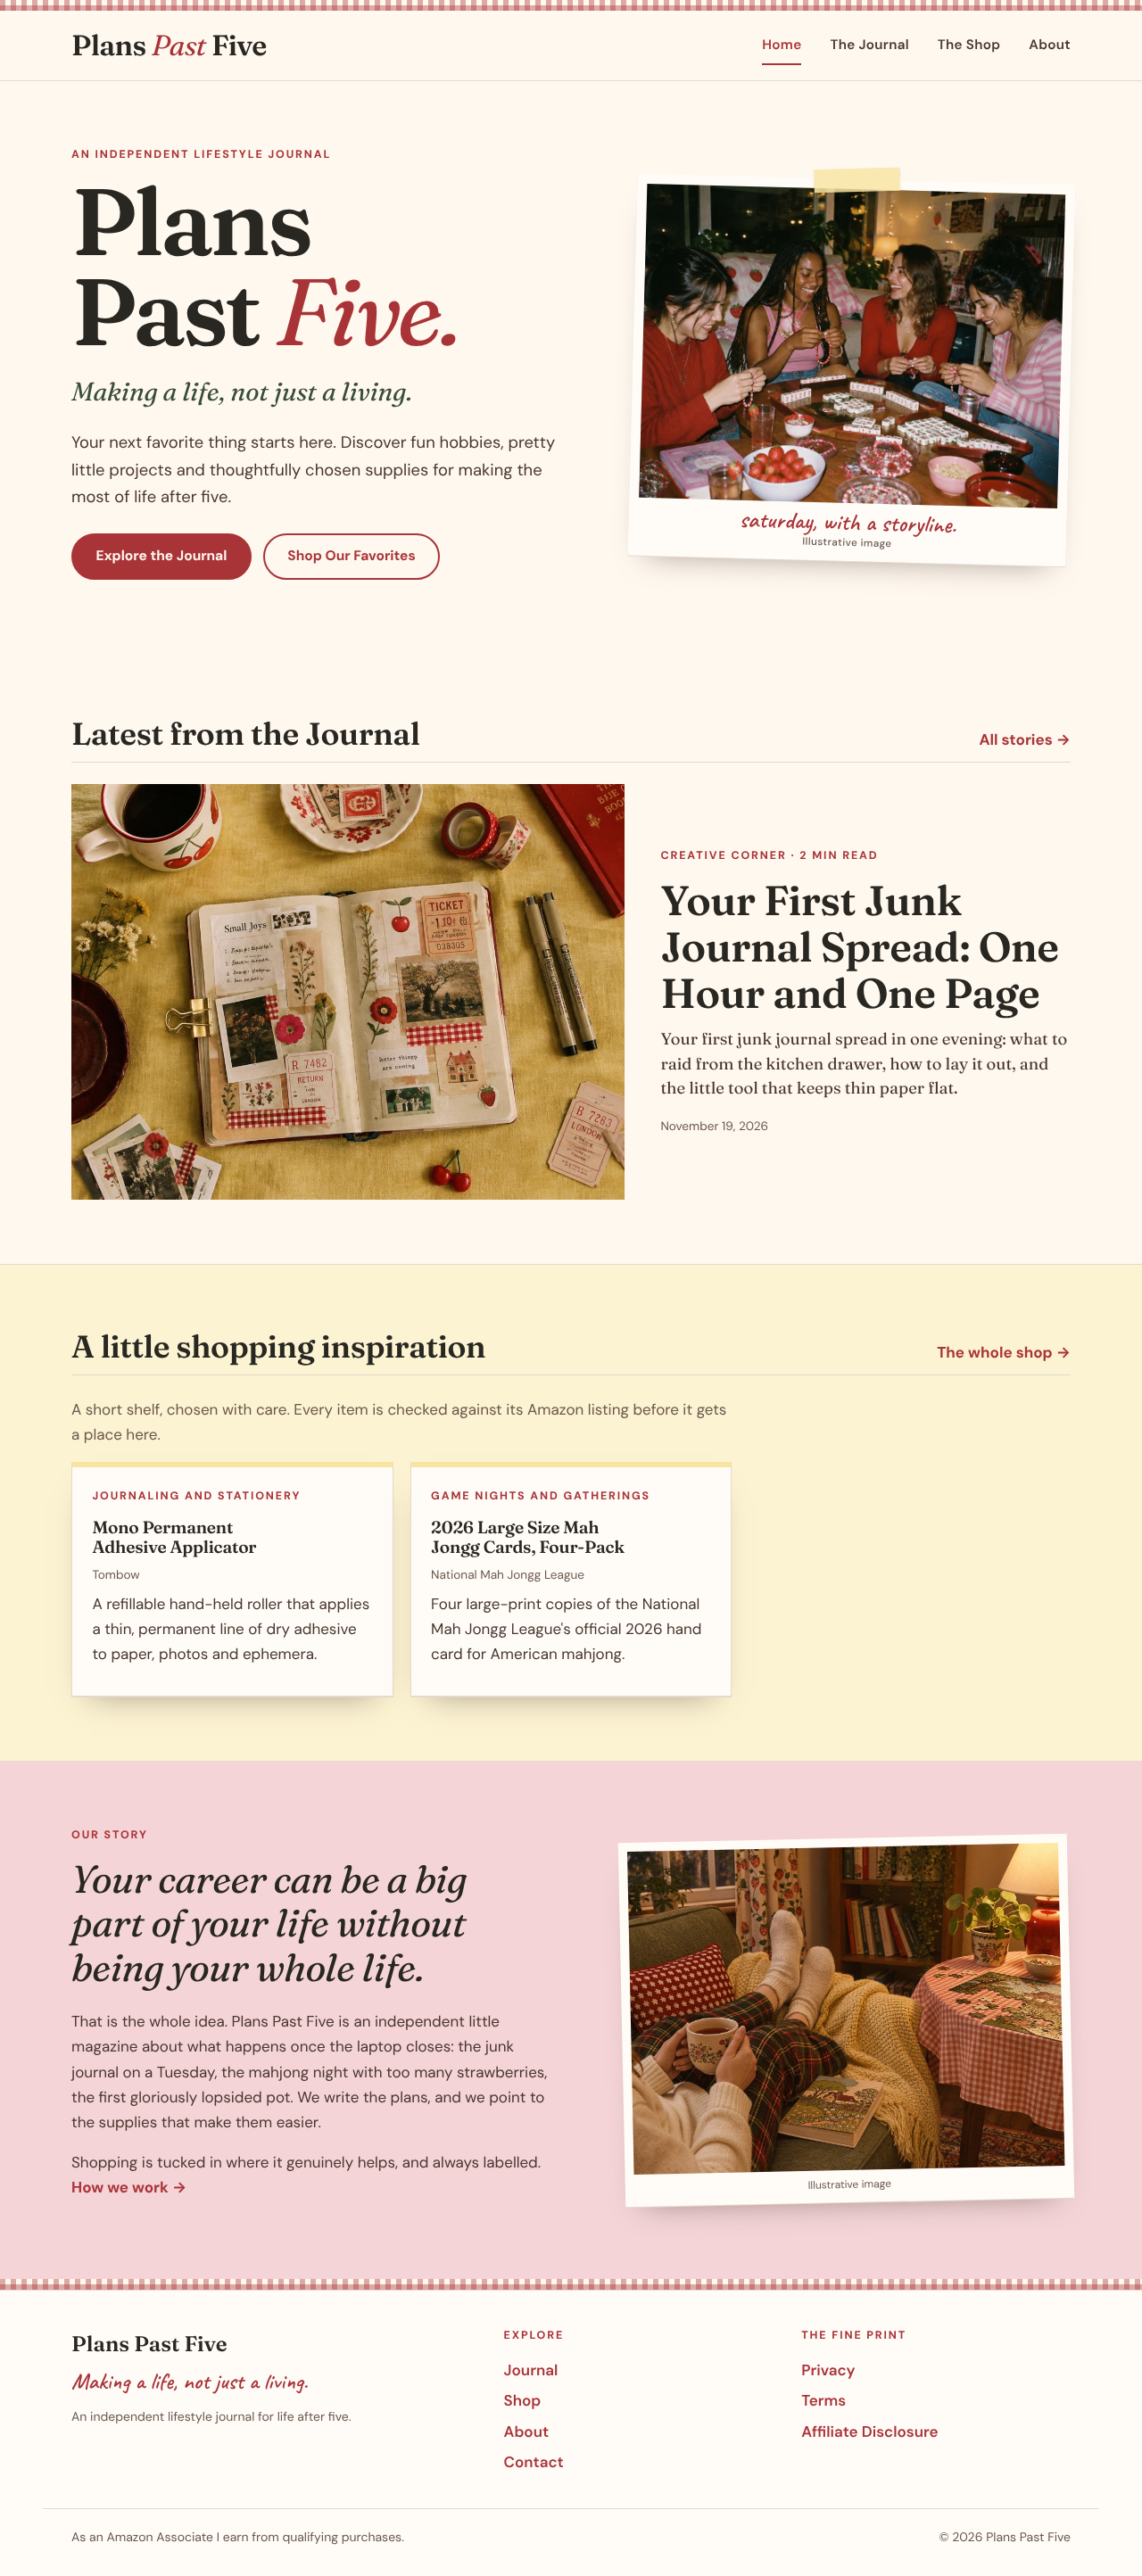 Plans Past Five
Home The Journal The Shop About
AN INDEPENDENT LIFESTYLE JOURNAL
Plans
Past Five.
Making a life, not just a living.
Your next favorite thing starts here. Discover fun hobbies, pretty
little projects and thoughtfully chosen supplies for making the
most of life after five.
Explore the Journal Shop Our Favorites
saturday, with a storyline.
Illustrative image
Latest from the Journal
All stories →
Small Joys
TICKET
038305
R 7482
RETURN
better things
are coming
R 7283
LONDON
CREATIVE CORNER · 2 MIN READ
Your First Junk
Journal Spread: One
Hour and One Page
Your first junk journal spread in one evening: what to
raid from the kitchen drawer, how to lay it out, and
the little tool that keeps thin paper flat.
November 19, 2026
A little shopping inspiration
The whole shop →
A short shelf, chosen with care. Every item is checked against its Amazon listing before it gets
a place here.
JOURNALING AND STATIONERY
Mono Permanent
Adhesive Applicator
Tombow
A refillable hand-held roller that applies
a thin, permanent line of dry adhesive
to paper, photos and ephemera.
GAME NIGHTS AND GATHERINGS
2026 Large Size Mah
Jongg Cards, Four-Pack
National Mah Jongg League
Four large-print copies of the National
Mah Jongg League's official 2026 hand
card for American mahjong.
OUR STORY
Your career can be a big
part of your life without
being your whole life.
That is the whole idea. Plans Past Five is an independent little
magazine about what happens once the laptop closes: the junk
journal on a Tuesday, the mahjong night with too many strawberries,
the first gloriously lopsided pot. We write the plans, and we point to
the supplies that make them easier.
Shopping is tucked in where it genuinely helps, and always labelled.
How we work →
Illustrative image
Plans Past Five
Making a life, not just a living.
An independent lifestyle journal for life after five.
EXPLORE
Journal
Shop
About
Contact
THE FINE PRINT
Privacy
Terms
Affiliate Disclosure
As an Amazon Associate I earn from qualifying purchases.
© 2026 Plans Past Five